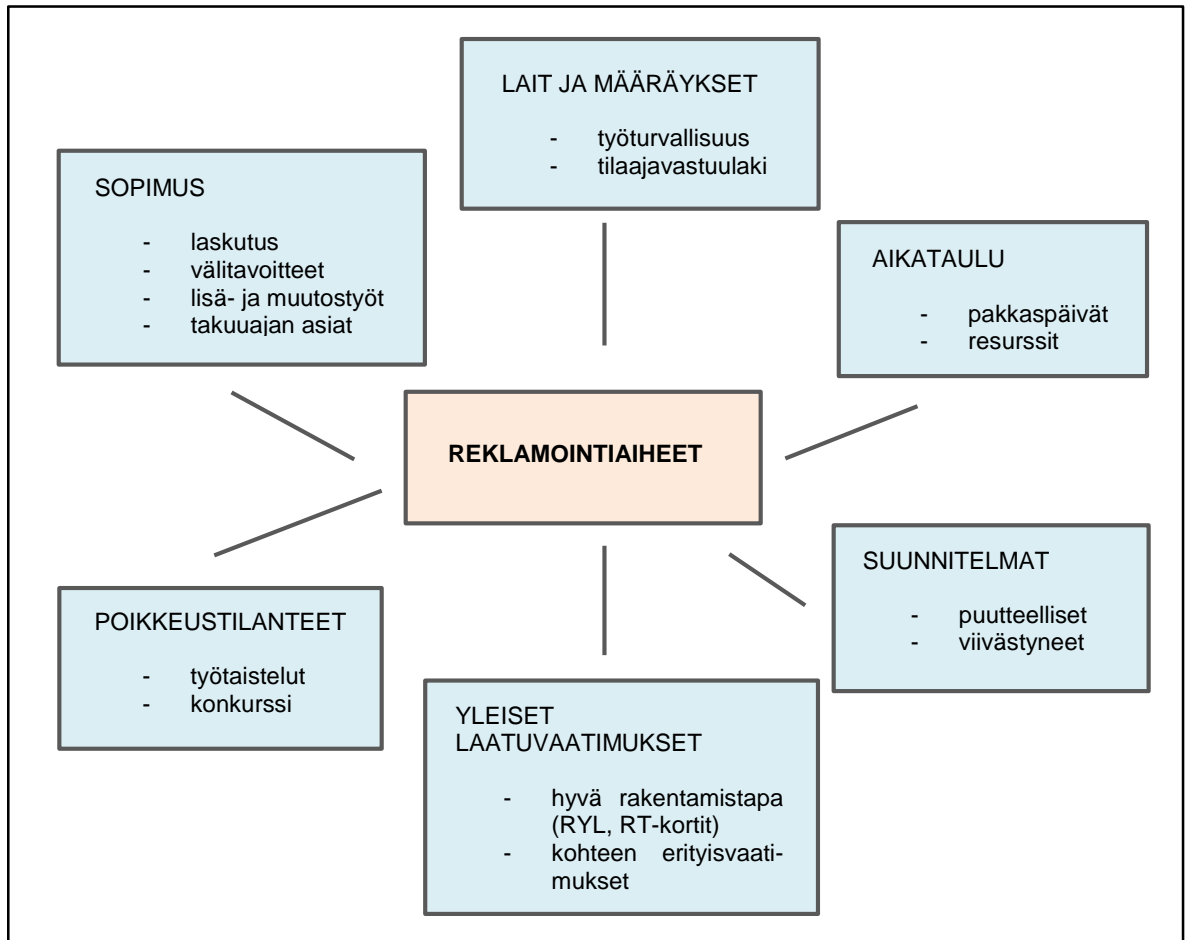 LAIT JA MÄÄRÄYKSET
- työturvallisuus
- tilaajavastuulaki
SOPIMUS
- laskutus
- välitavoitteet
- lisä- ja muutostyöt
- takuuajan asiat
AIKATAULU
- pakkaspäivät
- resurssit
REKLAMOINTIAIHEET
SUUNNITELMAT
- puutteelliset
- viivästyneet
POIKKEUSTILANTEET
- työtaistelut
- konkurssi
YLEISET
LAATUVAATIMUKSET
- hyvä rakentamistapa
(RYL, RT-kortit)
- kohteen erityisvaati-
mukset